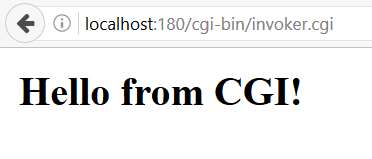 localhost:180/cgi-bin/invoker.cgi
Hello from CGI!